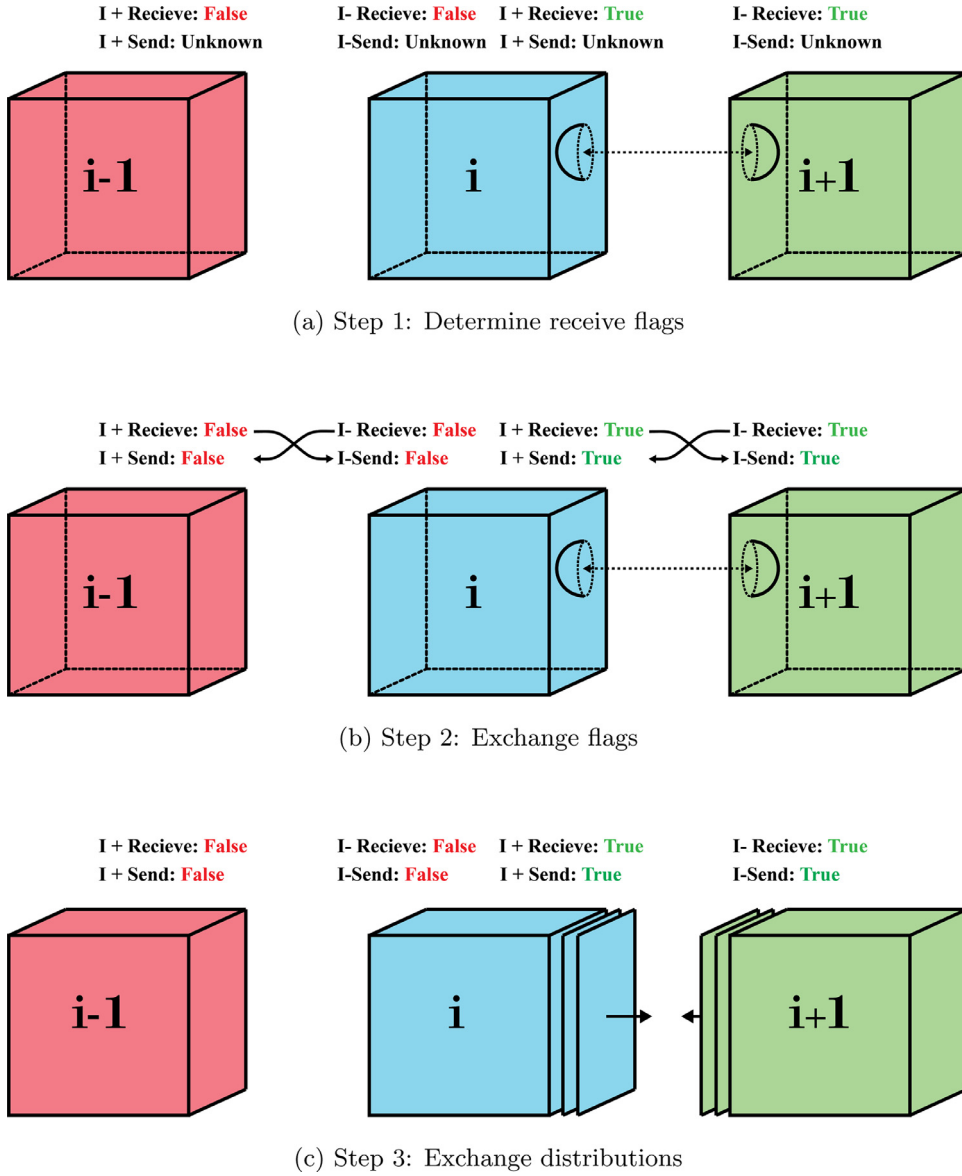 I + Recieve: False I- Recieve: False I + Recieve: True I- Recieve: True
I + Send: Unknown I-Send: Unknown I + Send: Unknown I-Send: Unknown
i-1 i i+1
(a) Step 1: Determine receive flags
I + Recieve: False I- Recieve: False I + Recieve: True I- Recieve: True
I + Send: False I-Send: False I + Send: True I-Send: True
i-1 i i+1
(b) Step 2: Exchange flags
I + Recieve: False I- Recieve: False I + Recieve: True I- Recieve: True
I + Send: False I-Send: False I + Send: True I-Send: True
i-1 i i+1
(c) Step 3: Exchange distributions